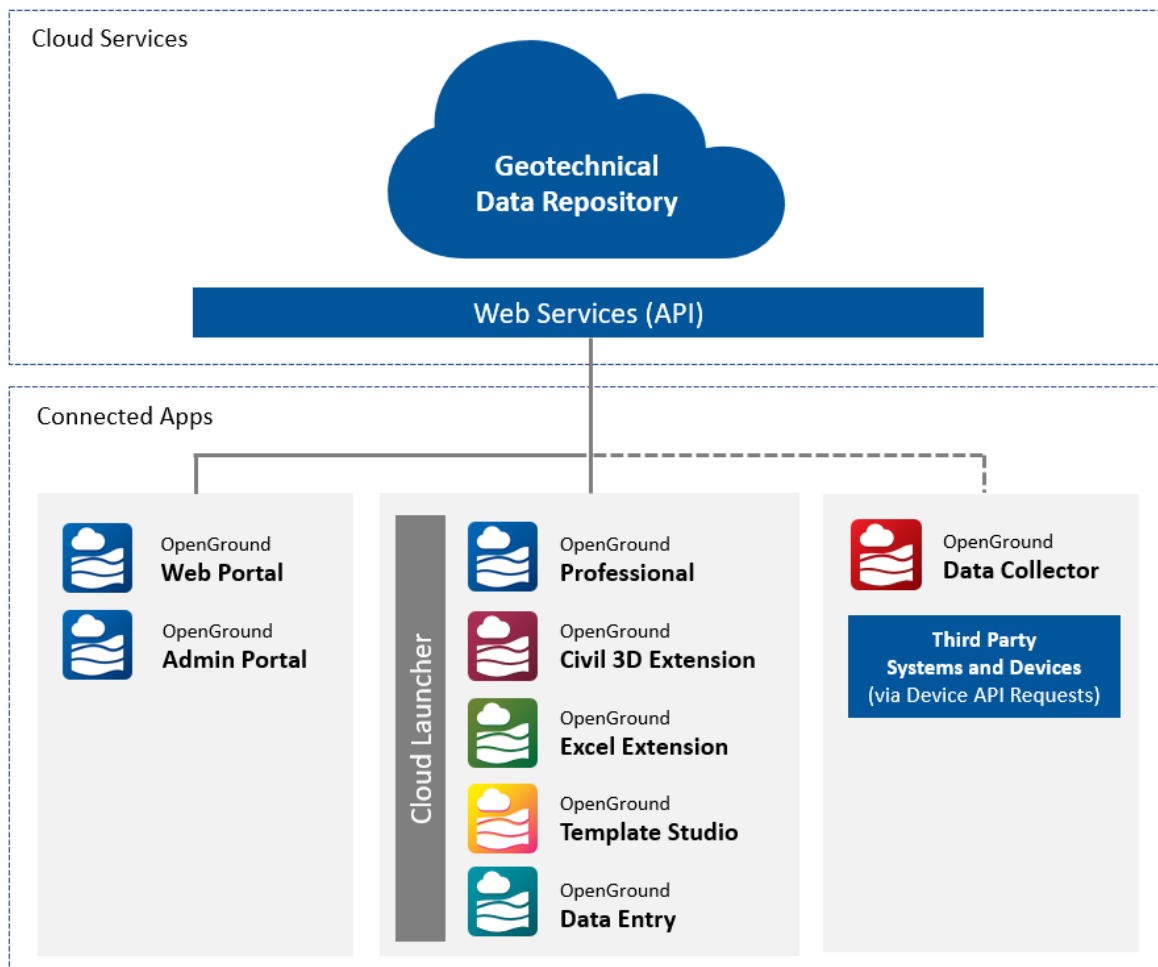 Cloud Services
Geotechnical
Data Repository
Web Services (API)
Connected Apps
OpenGround
Web Portal
OpenGround
Admin Portal
Cloud Launcher
OpenGround
Professional
OpenGround
Civil 3D Extension
OpenGround
Excel Extension
OpenGround
Template Studio
OpenGround
Data Entry
OpenGround
Data Collector
Third Party
Systems and Devices
(via Device API Requests)